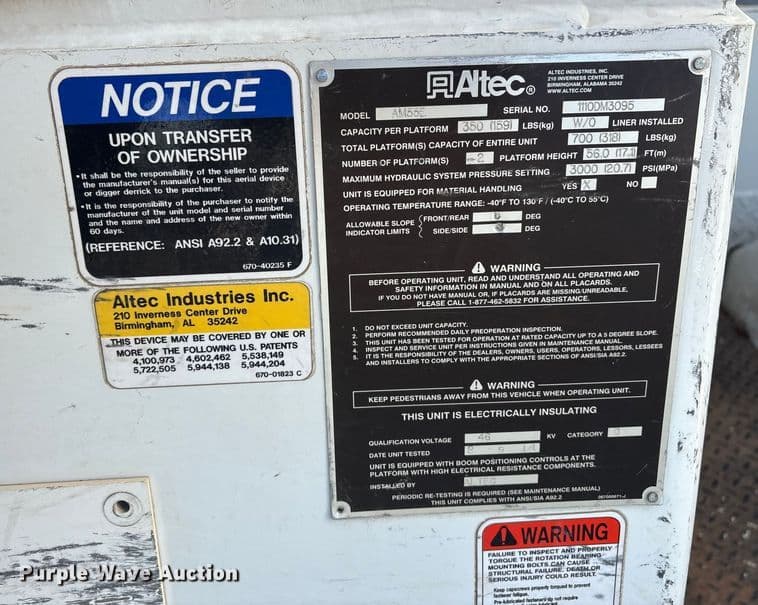 NOTICE
UPON TRANSFER
OF OWNERSHIP
• It shall be the responsibility of the seller to provide
the manufacturer's manual(s) for this aerial device
or digger derrick to the purchaser.
• It is the responsibility of the purchaser to notify the
manufacturer of the unit model and serial number
and the name and address of the new owner within
60 days.
(REFERENCE: ANSI A92.2 & A10.31)
670-40235 F
Altec Industries Inc.
210 Inverness Center Drive
Birmingham, AL 35242
THIS DEVICE MAY BE COVERED BY ONE OR
MORE OF THE FOLLOWING U.S. PATENTS
4,100,973 4,602,462 5,538,149
5,722,505 5,944,138 5,944,204
670-01823 C
Altec®
ALTEC INDUSTRIES, INC.
210 INVERNESS CENTER DRIVE
BIRMINGHAM, ALABAMA 35242
WWW.ALTEC.COM
MODEL AM55E SERIAL NO. 1110DM3095
CAPACITY PER PLATFORM 350 (159) LBS(kg) W/O LINER INSTALLED
TOTAL PLATFORM(S) CAPACITY OF ENTIRE UNIT 700 (318) LBS(kg)
NUMBER OF PLATFORM(S) 2 PLATFORM HEIGHT 56.0 (17.1) FT(m)
MAXIMUM HYDRAULIC SYSTEM PRESSURE SETTING 3000 (20.7) PSI(MPa)
UNIT IS EQUIPPED FOR MATERIAL HANDLING YES X NO
OPERATING TEMPERATURE RANGE: -40°F TO 130°F / (-40°C TO 55°C)
ALLOWABLE SLOPE FRONT/REAR DEG
INDICATOR LIMITS SIDE/SIDE DEG
WARNING
BEFORE OPERATING UNIT, READ AND UNDERSTAND ALL OPERATING AND
SAFETY INFORMATION IN MANUAL AND ON ALL PLACARDS.
IF YOU DO NOT HAVE MANUAL OR, IF PLACARDS ARE MISSING/UNREADABLE,
PLEASE CALL 1-877-462-5832 FOR ASSISTANCE.
1. DO NOT EXCEED UNIT CAPACITY.
2. PERFORM RECOMMENDED DAILY PREOPERATION INSPECTION.
3. THIS UNIT HAS BEEN TESTED FOR OPERATION AT RATED CAPACITY UP TO A 5 DEGREE SLOPE.
4. INSPECT AND SERVICE UNIT PER INSTRUCTIONS GIVEN IN MAINTENANCE MANUAL.
5. IT IS THE RESPONSIBILITY OF THE DEALERS, OWNERS, USERS, OPERATORS, LESSORS, LESSEES
AND INSTALLERS TO COMPLY WITH THE APPROPRIATE SECTIONS OF ANSI/SIA A92.2.
WARNING
KEEP PEDESTRIANS AWAY FROM THIS VEHICLE WHEN OPERATING UNIT.
THIS UNIT IS ELECTRICALLY INSULATING
QUALIFICATION VOLTAGE 46 KV CATEGORY
DATE UNIT TESTED
UNIT IS EQUIPPED WITH BOOM POSITIONING CONTROLS AT THE
PLATFORM WITH HIGH ELECTRICAL RESISTANCE COMPONENTS.
INSTALLED BY ALTEC
PERIODIC RE-TESTING IS REQUIRED (SEE MAINTENANCE MANUAL)
THIS UNIT COMPLIES WITH ANSI/SIA A92.2
WARNING
FAILURE TO INSPECT AND PROPERLY
TORQUE THE ROTATION BEARING
MOUNTING BOLTS CAN CAUSE
STRUCTURAL FAILURE. DEATH OR
SERIOUS INJURY COULD RESULT.
Keep capscrews properly torqued to prevent
fastener fatigue.
Purple Wave Auction